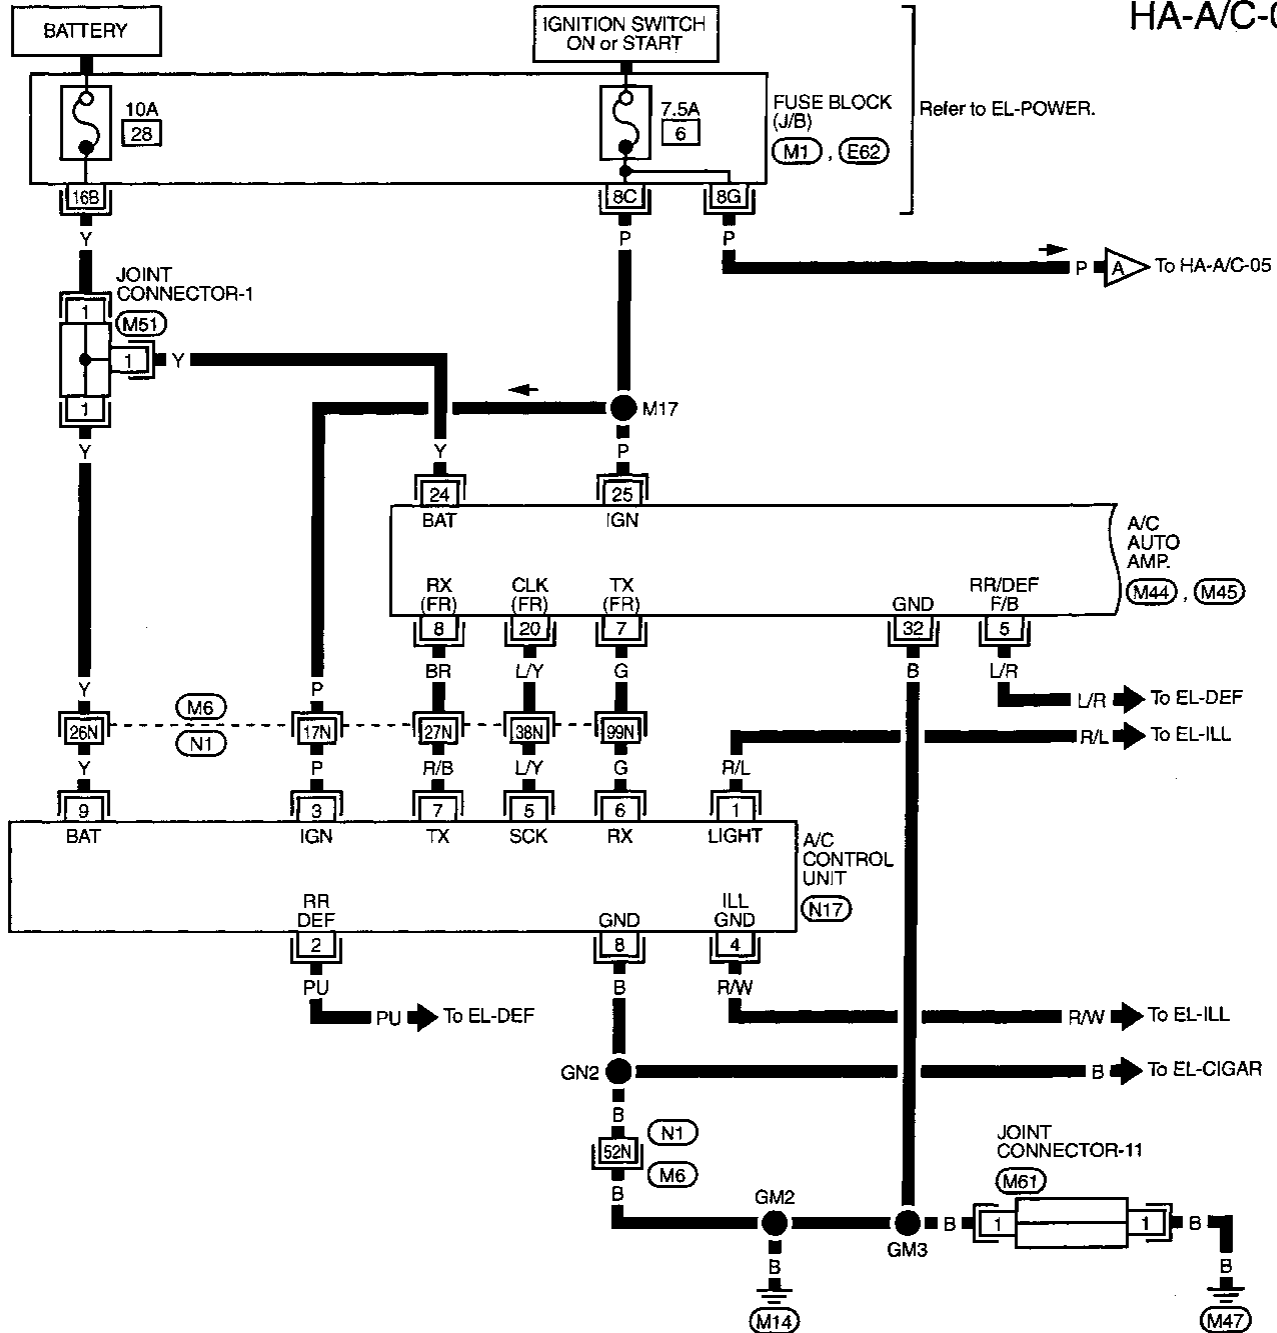 HA-A/C-0
BATTERY
IGNITION SWITCH
ON or START
10A
28
7.5A
6
FUSE BLOCK
(J/B)
M1 , E62
Refer to EL-POWER.
16B
8C
8G
Y
P
P
P
A
To HA-A/C-05
JOINT
CONNECTOR-1
M51
1
1
Y
1
M17
Y
Y
P
24
25
BAT
IGN
A/C
AUTO
AMP.
M44 , M45
RX
(FR)
CLK
(FR)
TX
(FR)
GND
RR/DEF
F/B
8
20
7
32
5
BR
L/Y
G
B
L/R
Y
P
L/R
To EL-DEF
M6
N1
26N
17N
27N
38N
99N
R/L
To EL-ILL
Y
P
R/B
L/Y
G
R/L
9
3
7
5
6
1
BAT
IGN
TX
SCK
RX
LIGHT
A/C
CONTROL
UNIT
N17
RR
DEF
GND
ILL
GND
2
8
4
PU
B
R/W
PU
To EL-DEF
R/W
To EL-ILL
GN2
B
To EL-CIGAR
B
N1
52N
M6
B
JOINT
CONNECTOR-11
M61
GM2
GM3
B
1
1
B
B
B
M14
M47